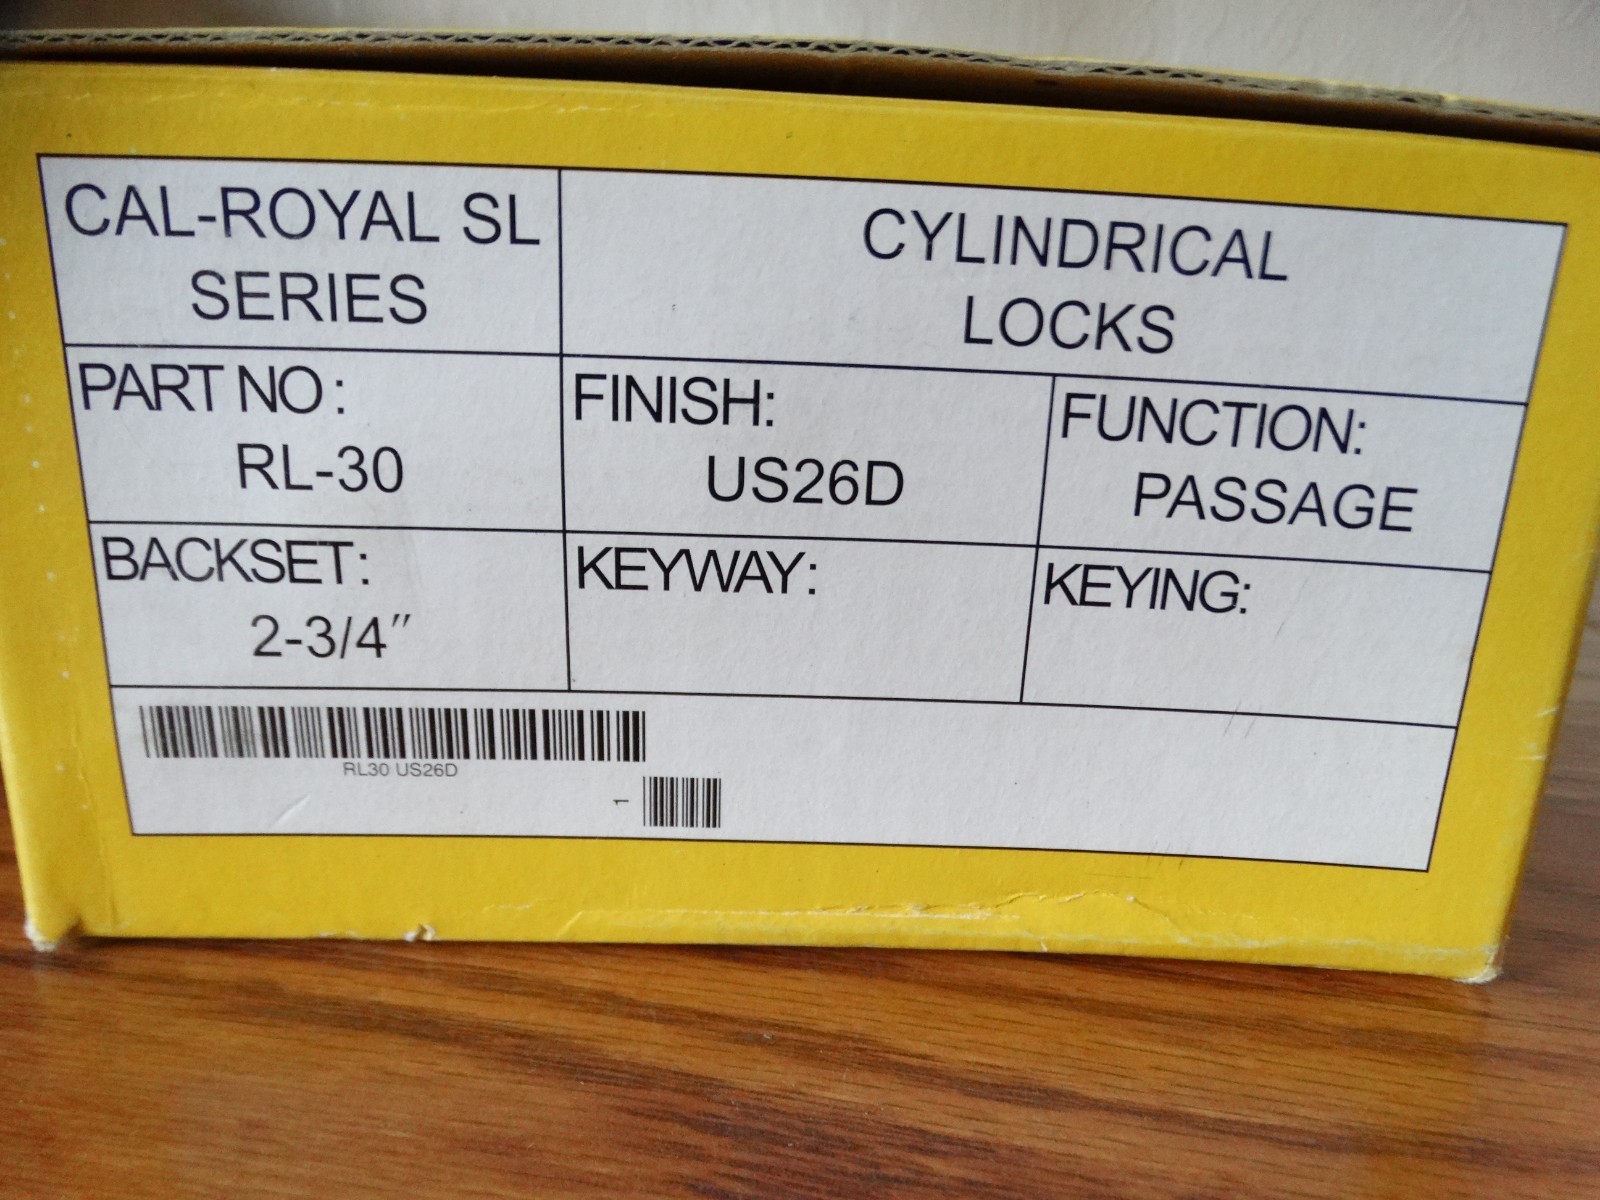 CAL-ROYAL SL
SERIES
CYLINDRICAL
LOCKS
PART NO:
RL-30
FINISH:
US26D
FUNCTION:
PASSAGE
BACKSET:
2-3/4″
KEYWAY:
KEYING:
RL30 US26D
1